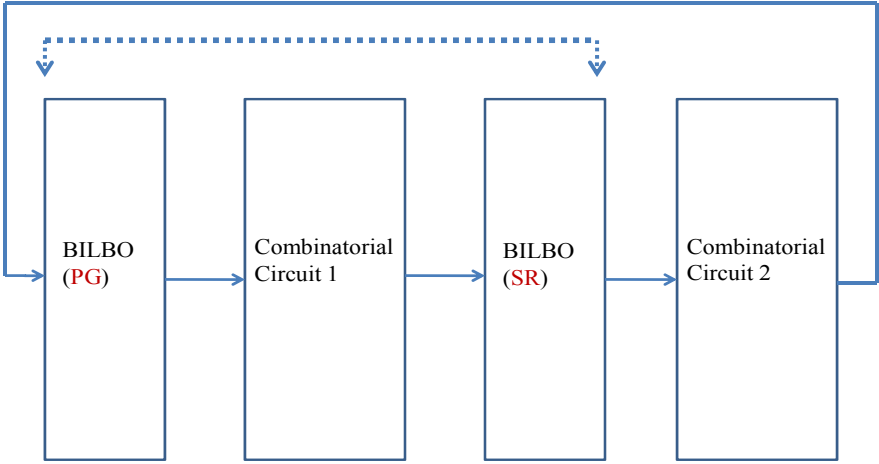 BILBO
(PG)
Combinatorial
Circuit 1
BILBO
(SR)
Combinatorial
Circuit 2